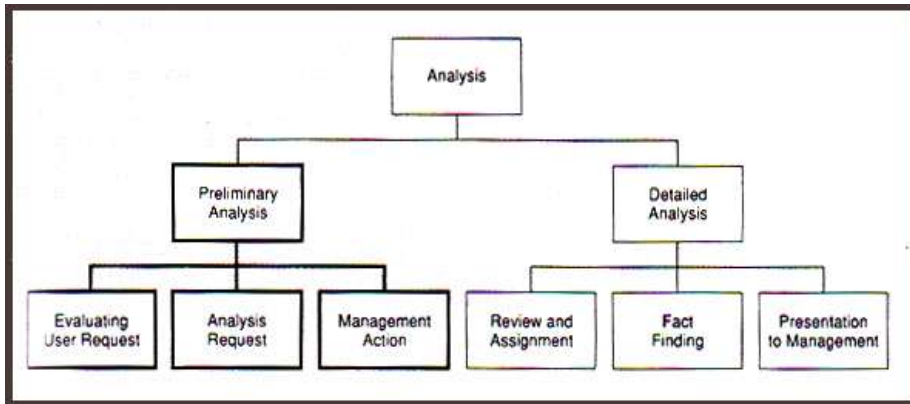 Analysis
Preliminary
Analysis
Detailed
Analysis
Evaluating
User Request
Analysis
Request
Management
Action
Review and
Assignment
Fact
Finding
Presentation
to Management